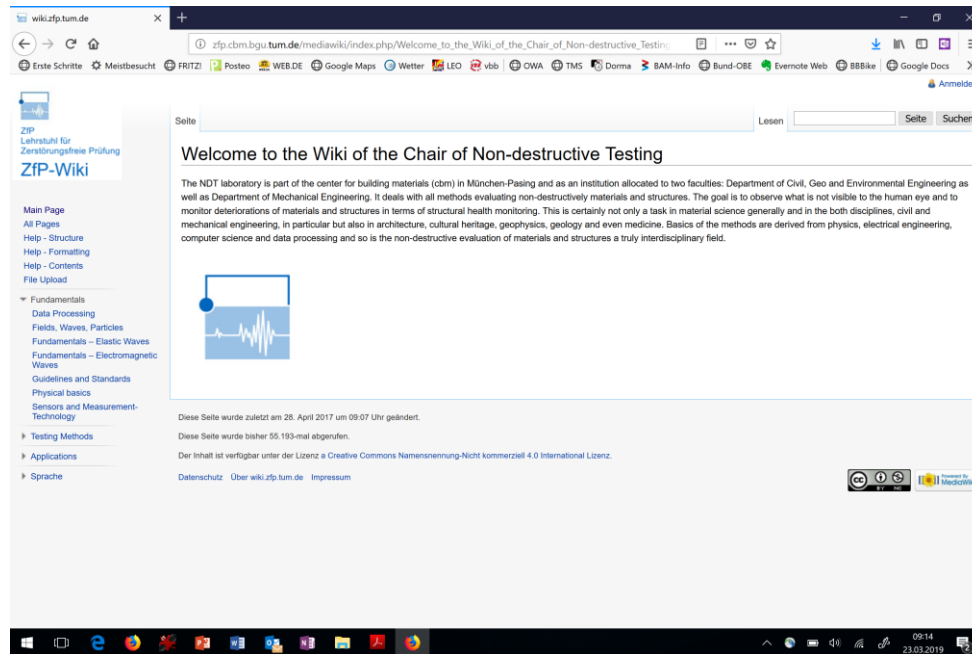 wiki.zfp.tum.de
zfp.cbm.bgu.tum.de/mediawiki/index.php/Welcome_to_the_Wiki_of_the_Chair_of_Non-destructive_Testing
Erste Schritte Meistbesucht FRITZ! Posteo WEB.DE Google Maps Wetter LEO vbb OWA TMS Dorma BAM-Info Bund-OBE Evernote Web BBBike Google Docs
Anmelde
ZfP
Lehrstuhl für
Zerstörungsfreie Prüfung
ZfP-Wiki
Seite Lesen Seite Suchen
Welcome to the Wiki of the Chair of Non-destructive Testing
The NDT laboratory is part of the center for building materials (cbm) in München-Pasing and as an institution allocated to two faculties: Department of Civil, Geo and Environmental Engineering as
well as Department of Mechanical Engineering. It deals with all methods evaluating non-destructively materials and structures. The goal is to observe what is not visible to the human eye and to
monitor deteriorations of materials and structures in terms of structural health monitoring. This is certainly not only a task in material science generally and in the both disciplines, civil and
mechanical engineering, in particular but also in architecture, cultural heritage, geophysics, geology and even medicine. Basics of the methods are derived from physics, electrical engineering,
computer science and data processing and so is the non-destructive evaluation of materials and structures a truly interdisciplinary field.
Main Page
All Pages
Help - Structure
Help - Formatting
Help - Contents
File Upload
Fundamentals
Data Processing
Fields, Waves, Particles
Fundamentals – Elastic Waves
Fundamentals – Electromagnetic
Waves
Guidelines and Standards
Physical basics
Sensors and Measurement-
Technology
Testing Methods
Applications
Sprache
Diese Seite wurde zuletzt am 28. April 2017 um 09:07 Uhr geändert.
Diese Seite wurde bisher 55.193-mal abgerufen.
Der Inhalt ist verfügbar unter der Lizenz a Creative Commons Namensnennung-Nicht kommerziell 4.0 International Lizenz.
Datenschutz Über wiki.zfp.tum.de Impressum
cc BY NC
Powered By
MediaWiki
09:14
23.03.2019